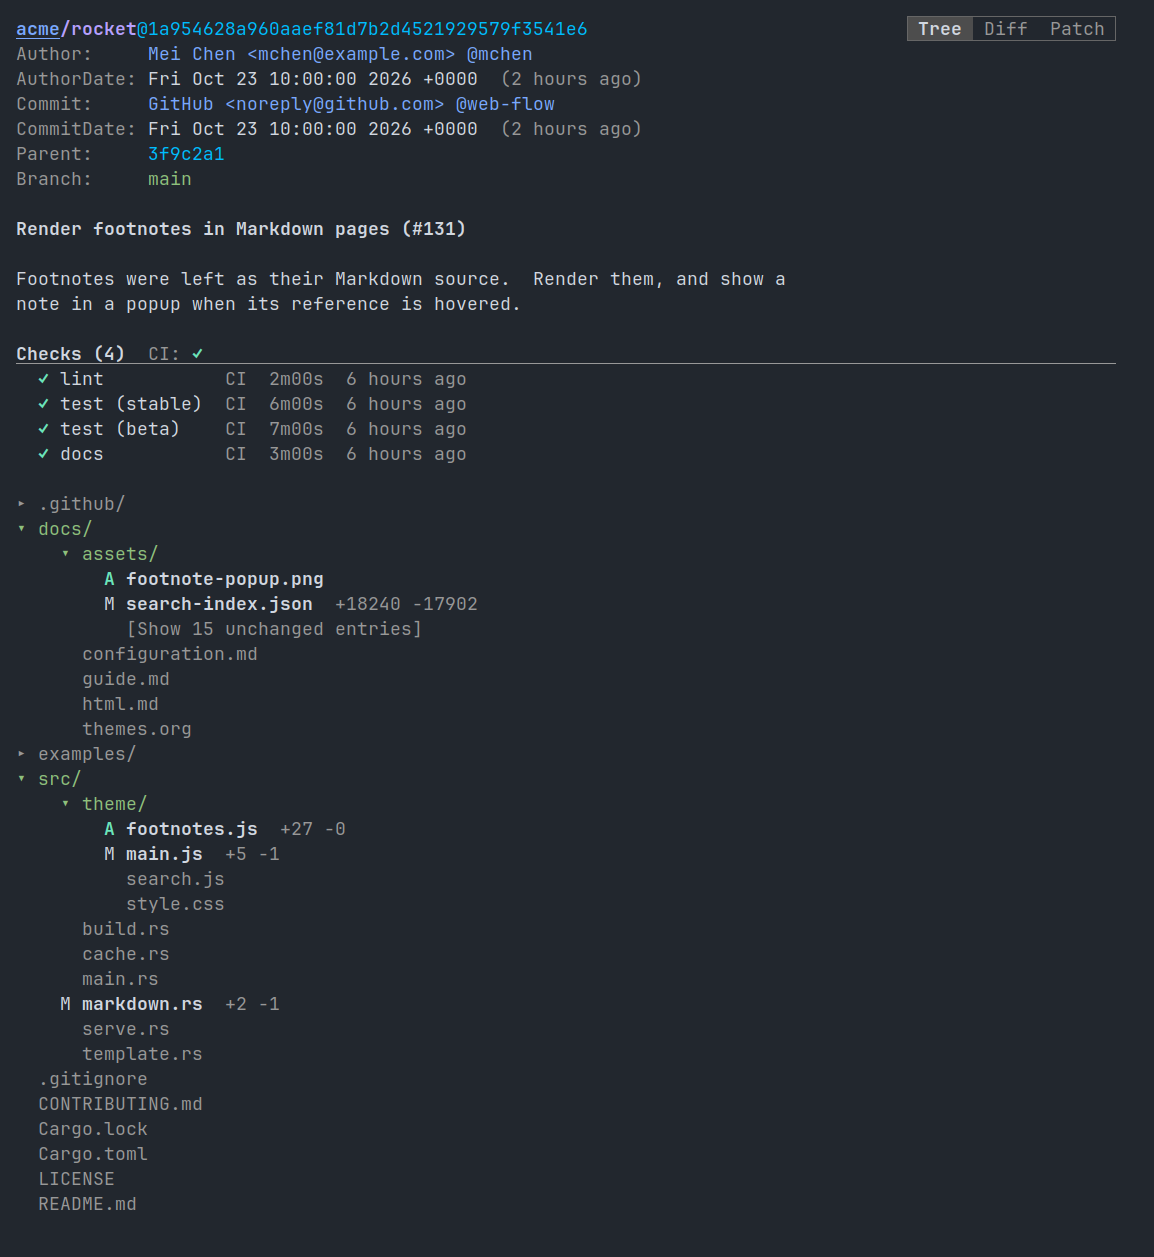 acme/rocket@1a954628a960aaef81d7b2d4521929579f3541e6 Tree Diff Patch
Author: Mei Chen <mchen@example.com> @mchen
AuthorDate: Fri Oct 23 10:00:00 2026 +0000 (2 hours ago)
Commit: GitHub <noreply@github.com> @web-flow
CommitDate: Fri Oct 23 10:00:00 2026 +0000 (2 hours ago)
Parent: 3f9c2a1
Branch: main
Render footnotes in Markdown pages (#131)
Footnotes were left as their Markdown source. Render them, and show a
note in a popup when its reference is hovered.
Checks (4) CI: ✓
✓ lint CI 2m00s 6 hours ago
✓ test (stable) CI 6m00s 6 hours ago
✓ test (beta) CI 7m00s 6 hours ago
✓ docs CI 3m00s 6 hours ago
▸ .github/
▾ docs/
▾ assets/
A footnote-popup.png
M search-index.json +18240 -17902
[Show 15 unchanged entries]
configuration.md
guide.md
html.md
themes.org
▸ examples/
▾ src/
▾ theme/
A footnotes.js +27 -0
M main.js +5 -1
search.js
style.css
build.rs
cache.rs
main.rs
M markdown.rs +2 -1
serve.rs
template.rs
.gitignore
CONTRIBUTING.md
Cargo.lock
Cargo.toml
LICENSE
README.md